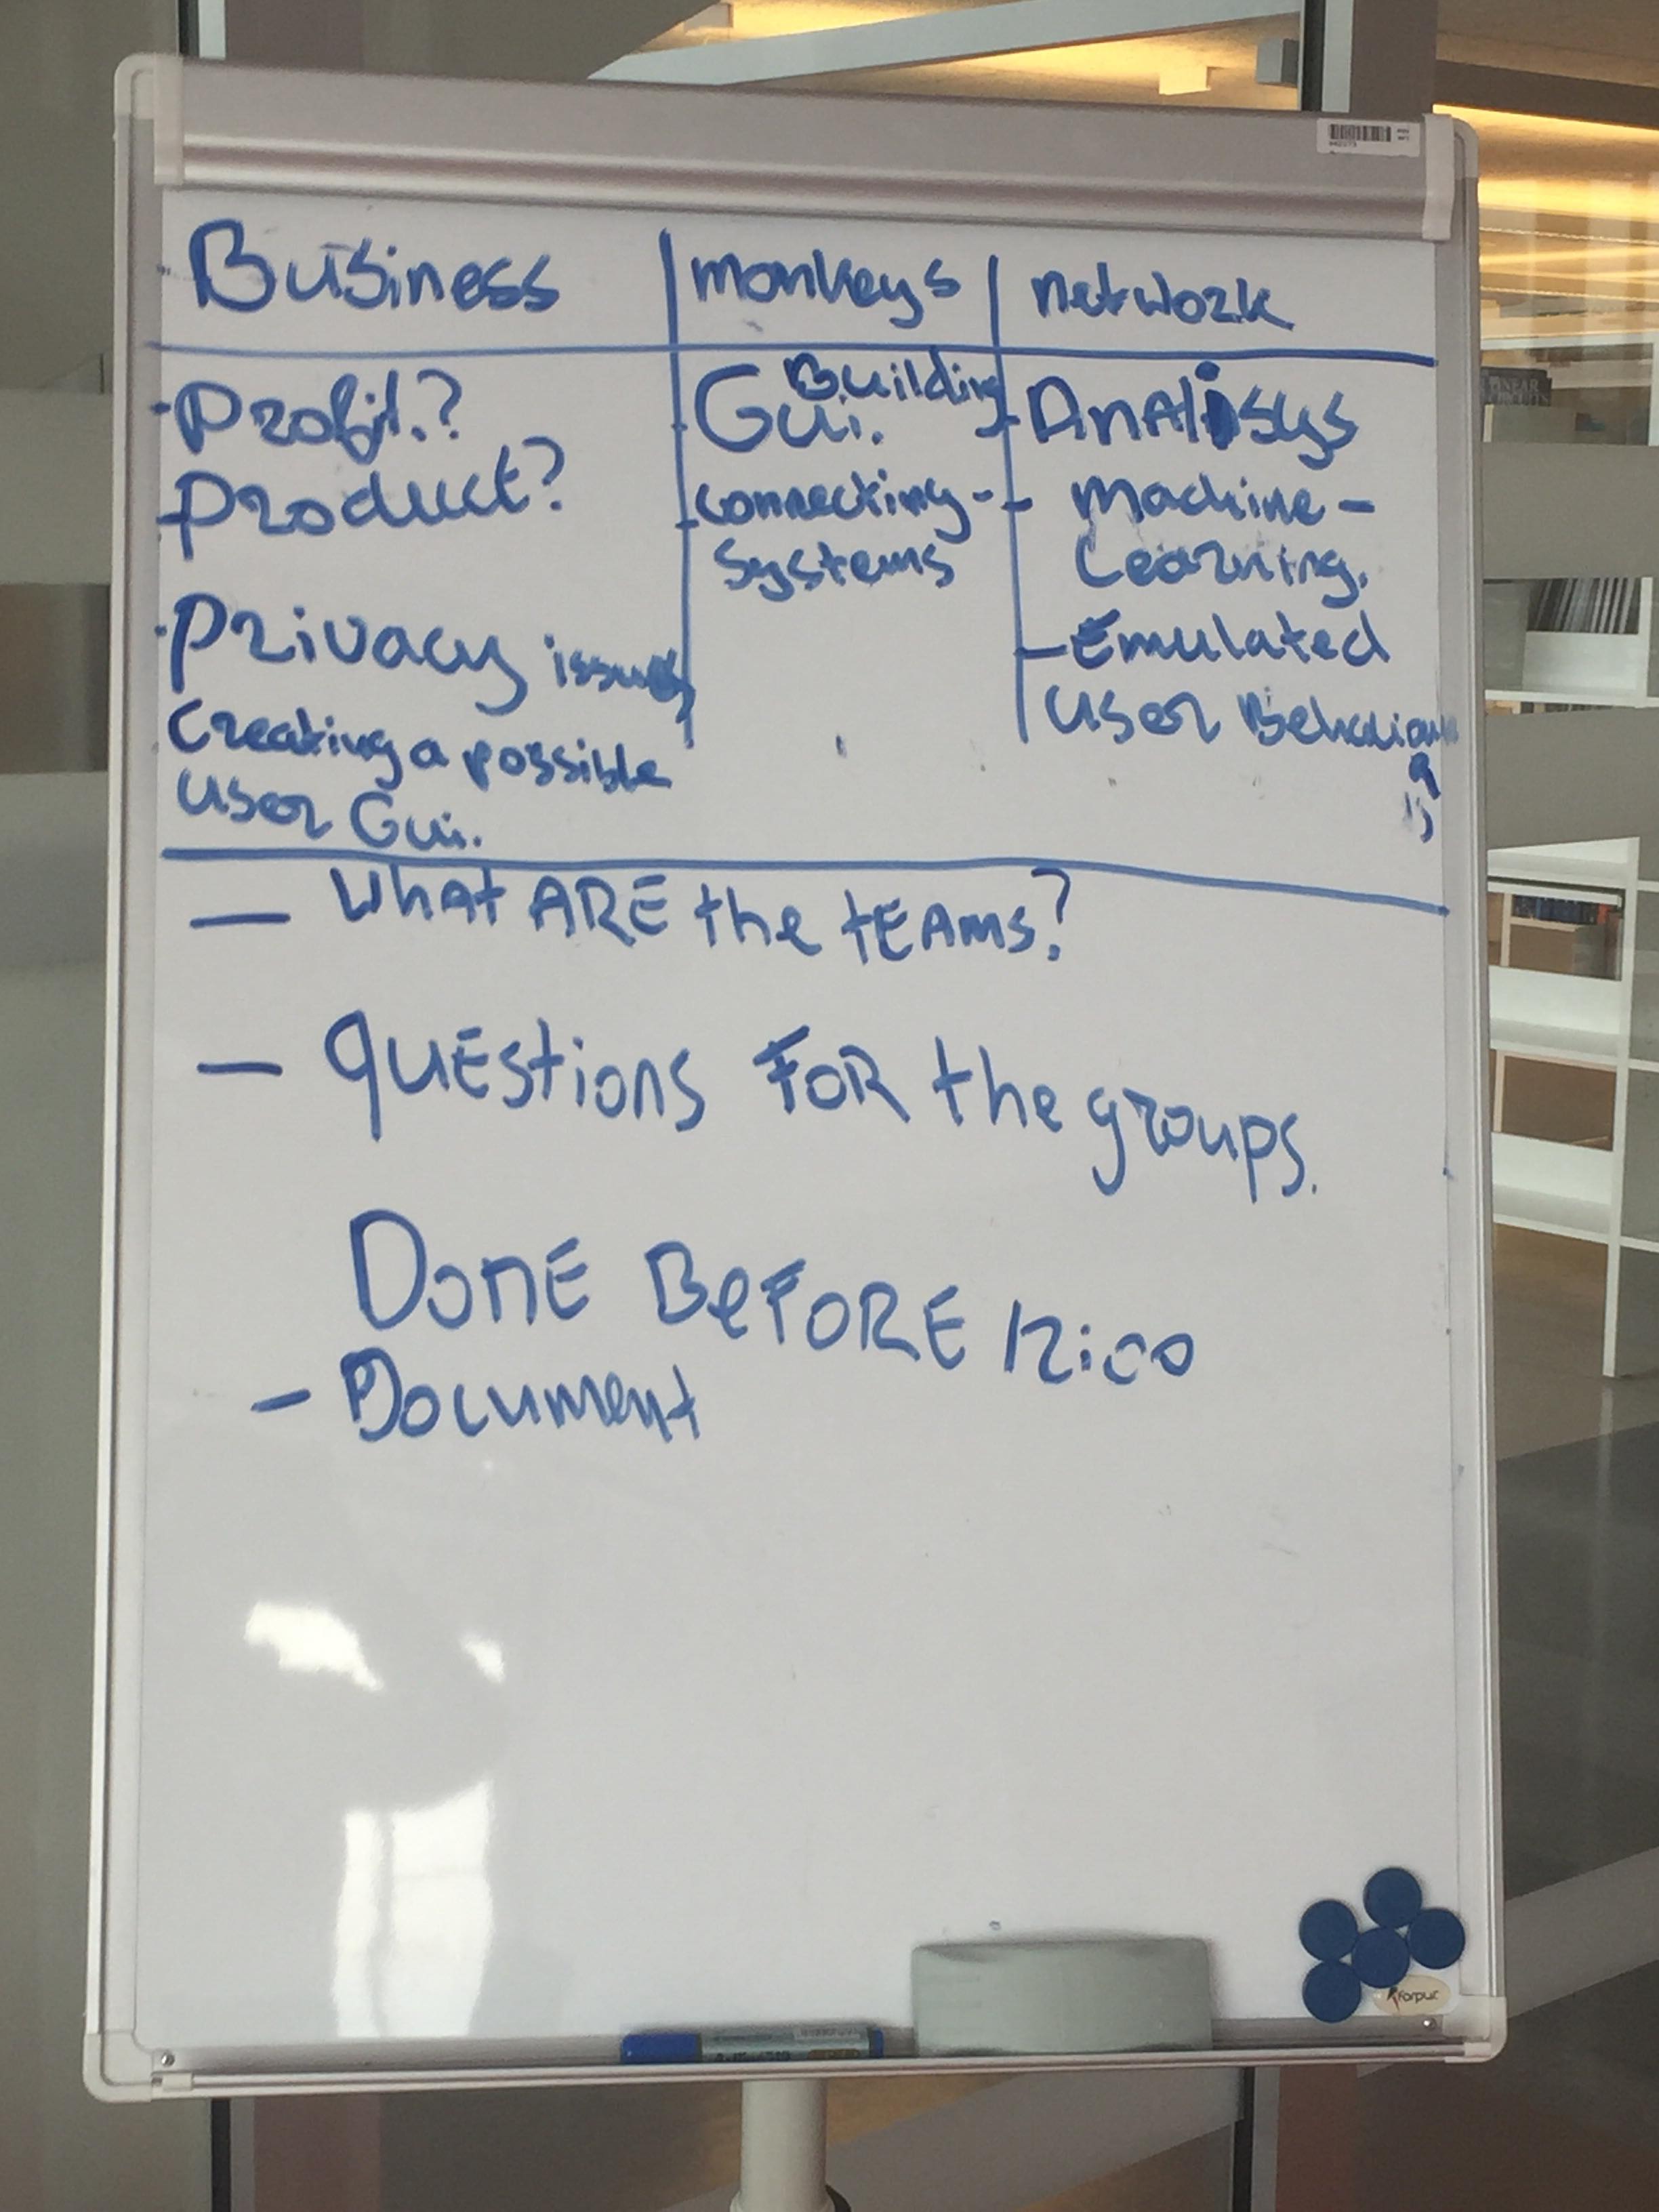 Business | monkeys | network
- Profit.?
- Product?
- Privacy issues
Creating a possible
User Gui.
- Building
Gui.
- Connecting-
Systems
- AnAlisys
- Machine-
Learning.
- Emulated
User Behaviour
— What ARE the tEAMs?
— QUEStions FOR the groups.
DonE BeFORE Rico
- Document
forpus